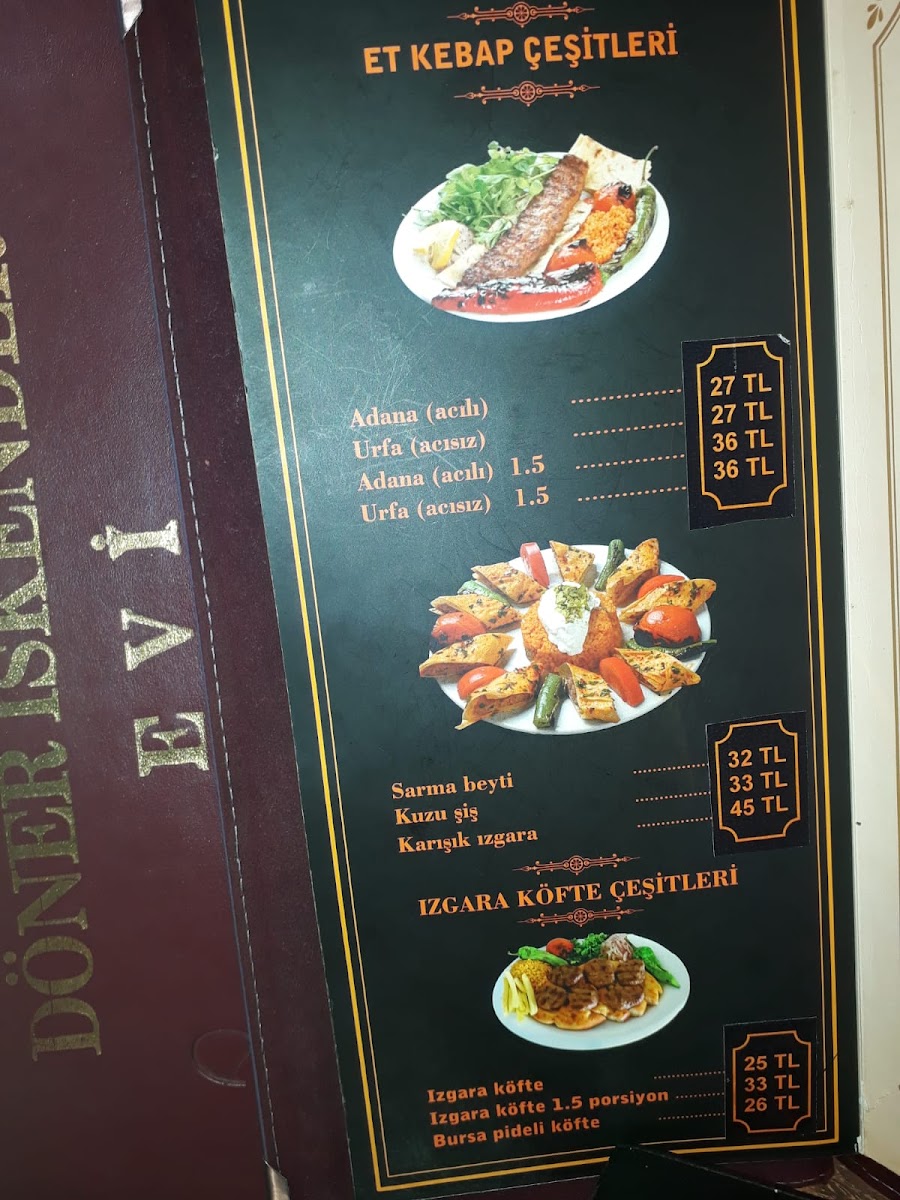 DÖNER İSKENDER
EVİ
ET KEBAP ÇEŞİTLERİ
Adana (acılı) 27 TL
Urfa (acısız) 27 TL
Adana (acılı) 1.5 36 TL
Urfa (acısız) 1.5 36 TL
Sarma beyti 32 TL
Kuzu şiş 33 TL
Karışık ızgara 45 TL
IZGARA KÖFTE ÇEŞİTLERİ
Izgara köfte 25 TL
Izgara köfte 1.5 porsiyon 33 TL
Bursa pideli köfte 26 TL